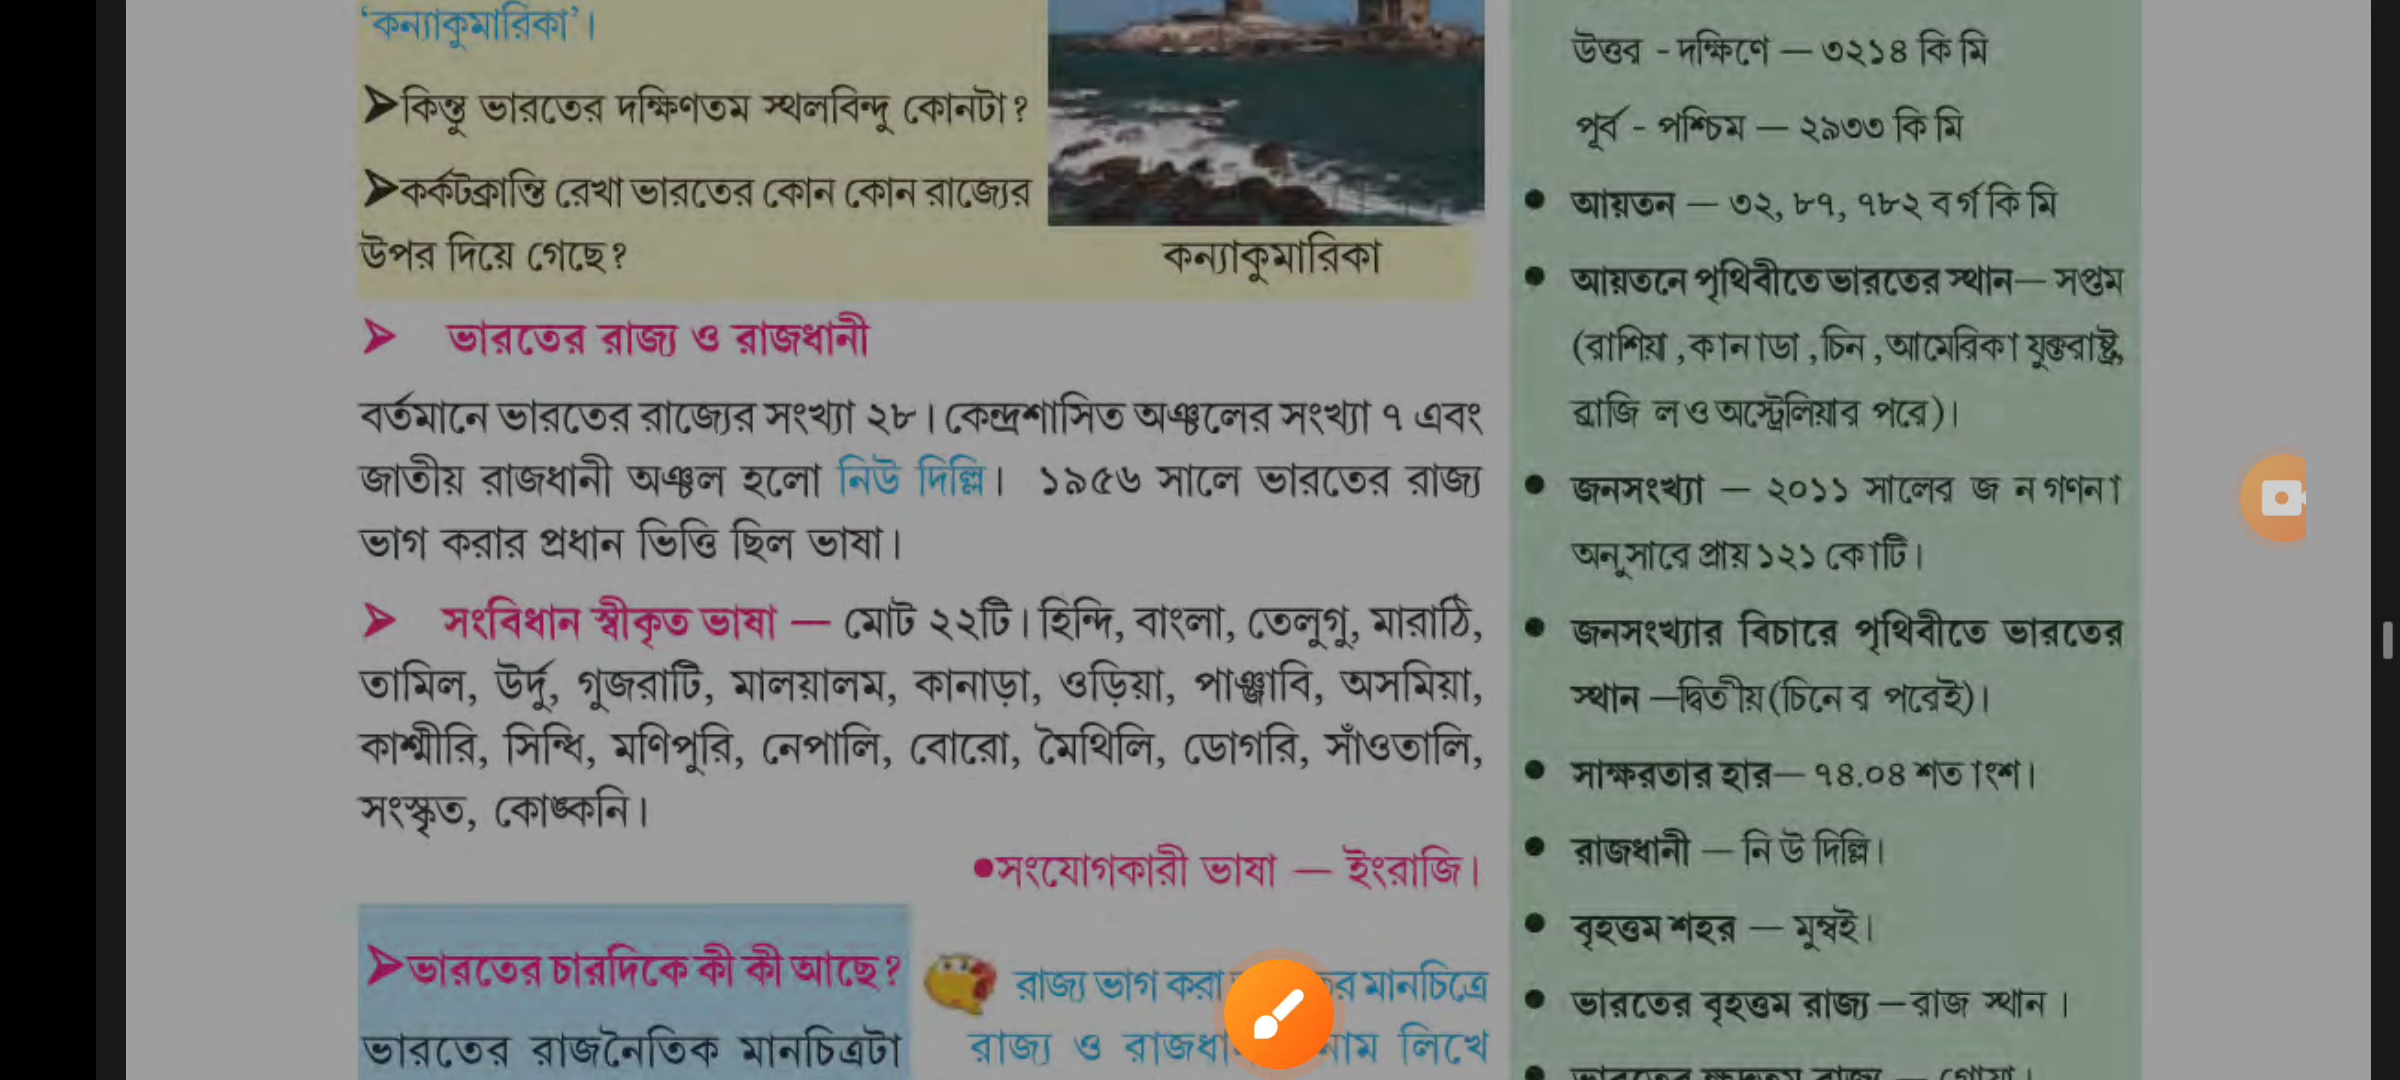 ‘কন্যাকুমারিকা’।
➤কিন্তু ভারতের দক্ষিণতম স্থলবিন্দু কোনটা?
➤কর্কটক্রান্তি রেখা ভারতের কোন কোন রাজ্যের
উপর দিয়ে গেছে?
কন্যাকুমারিকা
➤ ভারতের রাজ্য ও রাজধানী
বর্তমানে ভারতের রাজ্যের সংখ্যা ২৮। কেন্দ্রশাসিত অঞ্চলের সংখ্যা ৭ এবং
জাতীয় রাজধানী অঞ্চল হলো নিউ দিল্লি। ১৯৫৬ সালে ভারতের রাজ্য
ভাগ করার প্রধান ভিত্তি ছিল ভাষা।
➤ সংবিধান স্বীকৃত ভাষা — মোট ২২টি। হিন্দি, বাংলা, তেলুগু, মারাঠি,
তামিল, উর্দু, গুজরাটি, মালয়ালম, কানাড়া, ওড়িয়া, পাঞ্জাবি, অসমিয়া,
কাশ্মীরি, সিন্ধি, মণিপুরি, নেপালি, বোরো, মৈথিলি, ডোগরি, সাঁওতালি,
সংস্কৃত, কোঙ্কনি।
●সংযোগকারী ভাষা — ইংরাজি।
➤ভারতের চারদিকে কী কী আছে?
ভারতের রাজনৈতিক মানচিত্রটা
রাজ্য ভাগ করা মানচিত্রে
রাজ্য ও লিখে
উত্তর - দক্ষিণে — ৩২১৪ কি মি
পূর্ব - পশ্চিম — ২৯৩৩ কি মি
● আয়তন — ৩২, ৮৭, ৭৮২ বর্গ কি মি
● আয়তনে পৃথিবীতে ভারতের স্থান— সপ্তম
(রাশিয়া ,কানাডা ,চিন ,আমেরিকা যুক্তরাষ্ট্র,
ব্রাজিল ও অস্ট্রেলিয়ার পরে)।
● জনসংখ্যা — ২০১১ সালের জনগণনা
অনুসারে প্রায় ১২১ কোটি।
● জনসংখ্যার বিচারে পৃথিবীতে ভারতের
স্থান —দ্বিতীয় (চিনের পরেই)।
● সাক্ষরতার হার— ৭৪.০৪ শতাংশ।
● রাজধানী — নিউ দিল্লি।
● বৃহত্তম শহর — মুম্বই।
● ভারতের বৃহত্তম রাজ্য —রাজস্থান ।
● ভারতের ক্ষুদ্রতম রাজ্য — গোয়া।